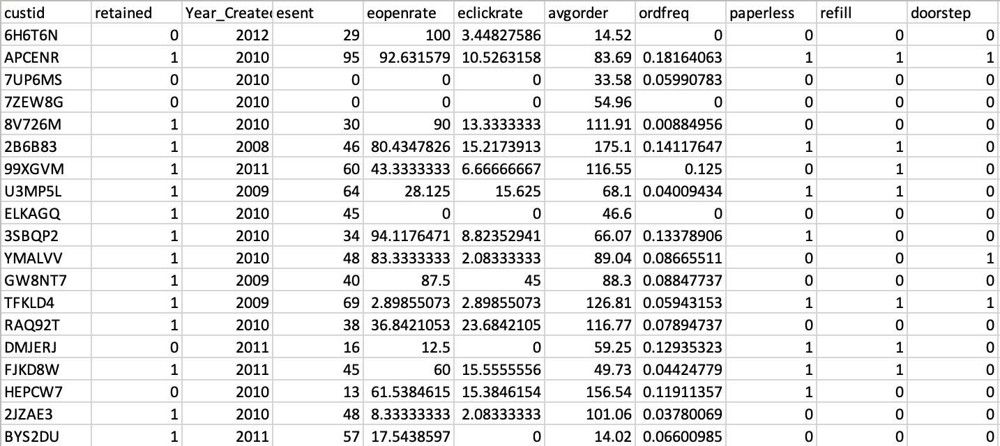 custid retained Year_Created esent eopenrate eclickrate avgorder ordfreq paperless refill doorstep
6H6T6N 0 2012 29 100 3.44827586 14.52 0 0 0 0
APCENR 1 2010 95 92.631579 10.5263158 83.69 0.18164063 1 1 1
7UP6MS 0 2010 0 0 0 33.58 0.05990783 0 0 0
7ZEW8G 0 2010 0 0 0 54.96 0 0 0 0
8V726M 1 2010 30 90 13.3333333 111.91 0.00884956 0 0 0
2B6B83 1 2008 46 80.4347826 15.2173913 175.1 0.14117647 1 1 0
99XGVM 1 2011 60 43.3333333 6.66666667 116.55 0.125 0 1 0
U3MP5L 1 2009 64 28.125 15.625 68.1 0.04009434 1 1 0
ELKAGQ 1 2010 45 0 0 46.6 0 0 0 0
3SBQP2 1 2010 34 94.1176471 8.82352941 66.07 0.13378906 1 0 0
YMALVV 1 2010 48 83.3333333 2.08333333 89.04 0.08665511 0 0 1
GW8NT7 1 2009 40 87.5 45 88.3 0.08847737 0 0 0
TFKLD4 1 2009 69 2.89855073 2.89855073 126.81 0.05943153 1 1 1
RAQ92T 1 2010 38 36.8421053 23.6842105 116.77 0.07894737 0 0 0
DMJERJ 0 2011 16 12.5 0 59.25 0.12935323 1 1 0
FJKD8W 1 2011 45 60 15.5555556 49.73 0.04424779 1 1 0
HEPCW7 0 2010 13 61.5384615 15.3846154 156.54 0.11911357 1 0 0
2JZAE3 1 2010 48 8.33333333 2.08333333 101.06 0.03780069 0 0 0
BYS2DU 1 2011 57 17.5438597 0 14.02 0.06600985 0 0 0